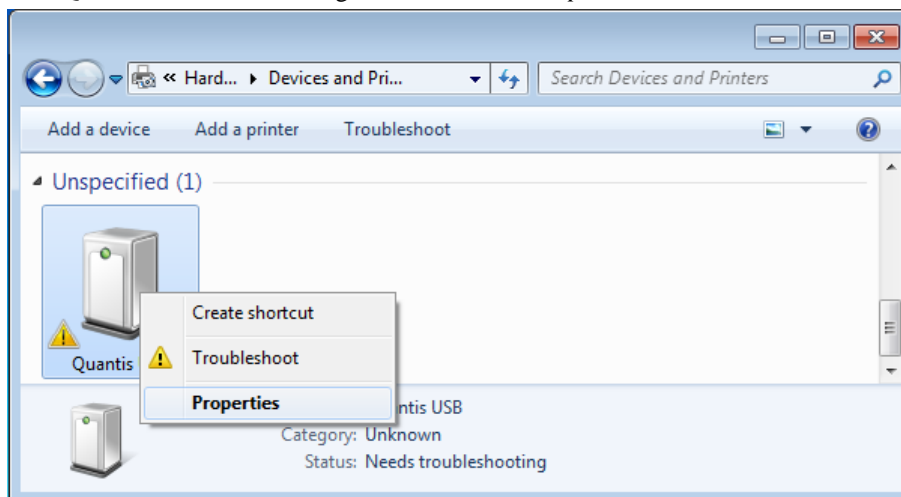 « Hard... ▸ Devices and Pri...
Search Devices and Printers
Add a device Add a printer Troubleshoot
Unspecified (1)
Quantis
Create shortcut
Troubleshoot
Properties
ntis USB
Category: Unknown
Status: Needs troubleshooting